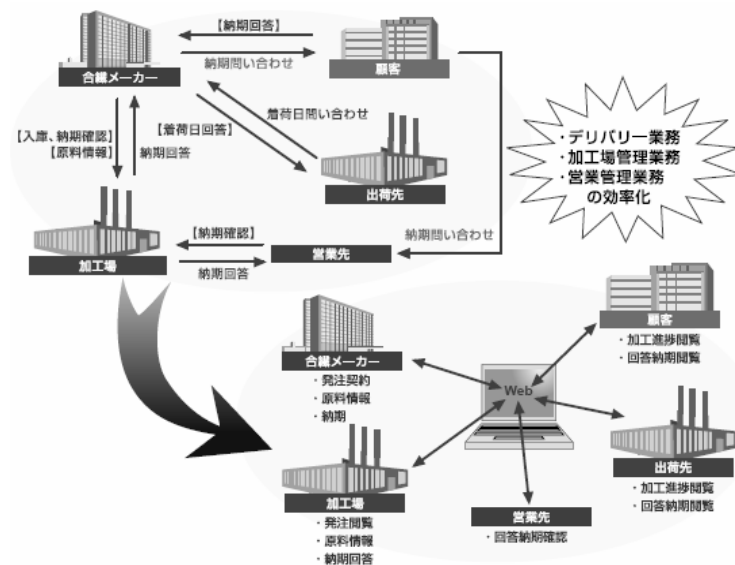 【納期回答】
納期問い合わせ
合繊メーカー
顧客
着荷日問い合わせ
【着荷日回答】
【入庫、納期確認】
【原料情報】
納期回答
出荷先
・デリバリー業務
・加工場管理業務
・営業管理業務
の効率化
【納期確認】
納期問い合わせ
営業先
加工場
納期回答
顧客
・加工進捗閲覧
・回答納期閲覧
合繊メーカー
・発注契約
・原料情報
・納期
Web
出荷先
・加工進捗閲覧
・回答納期閲覧
加工場
・発注閲覧
・原料情報
・納期回答
営業先
・回答納期確認